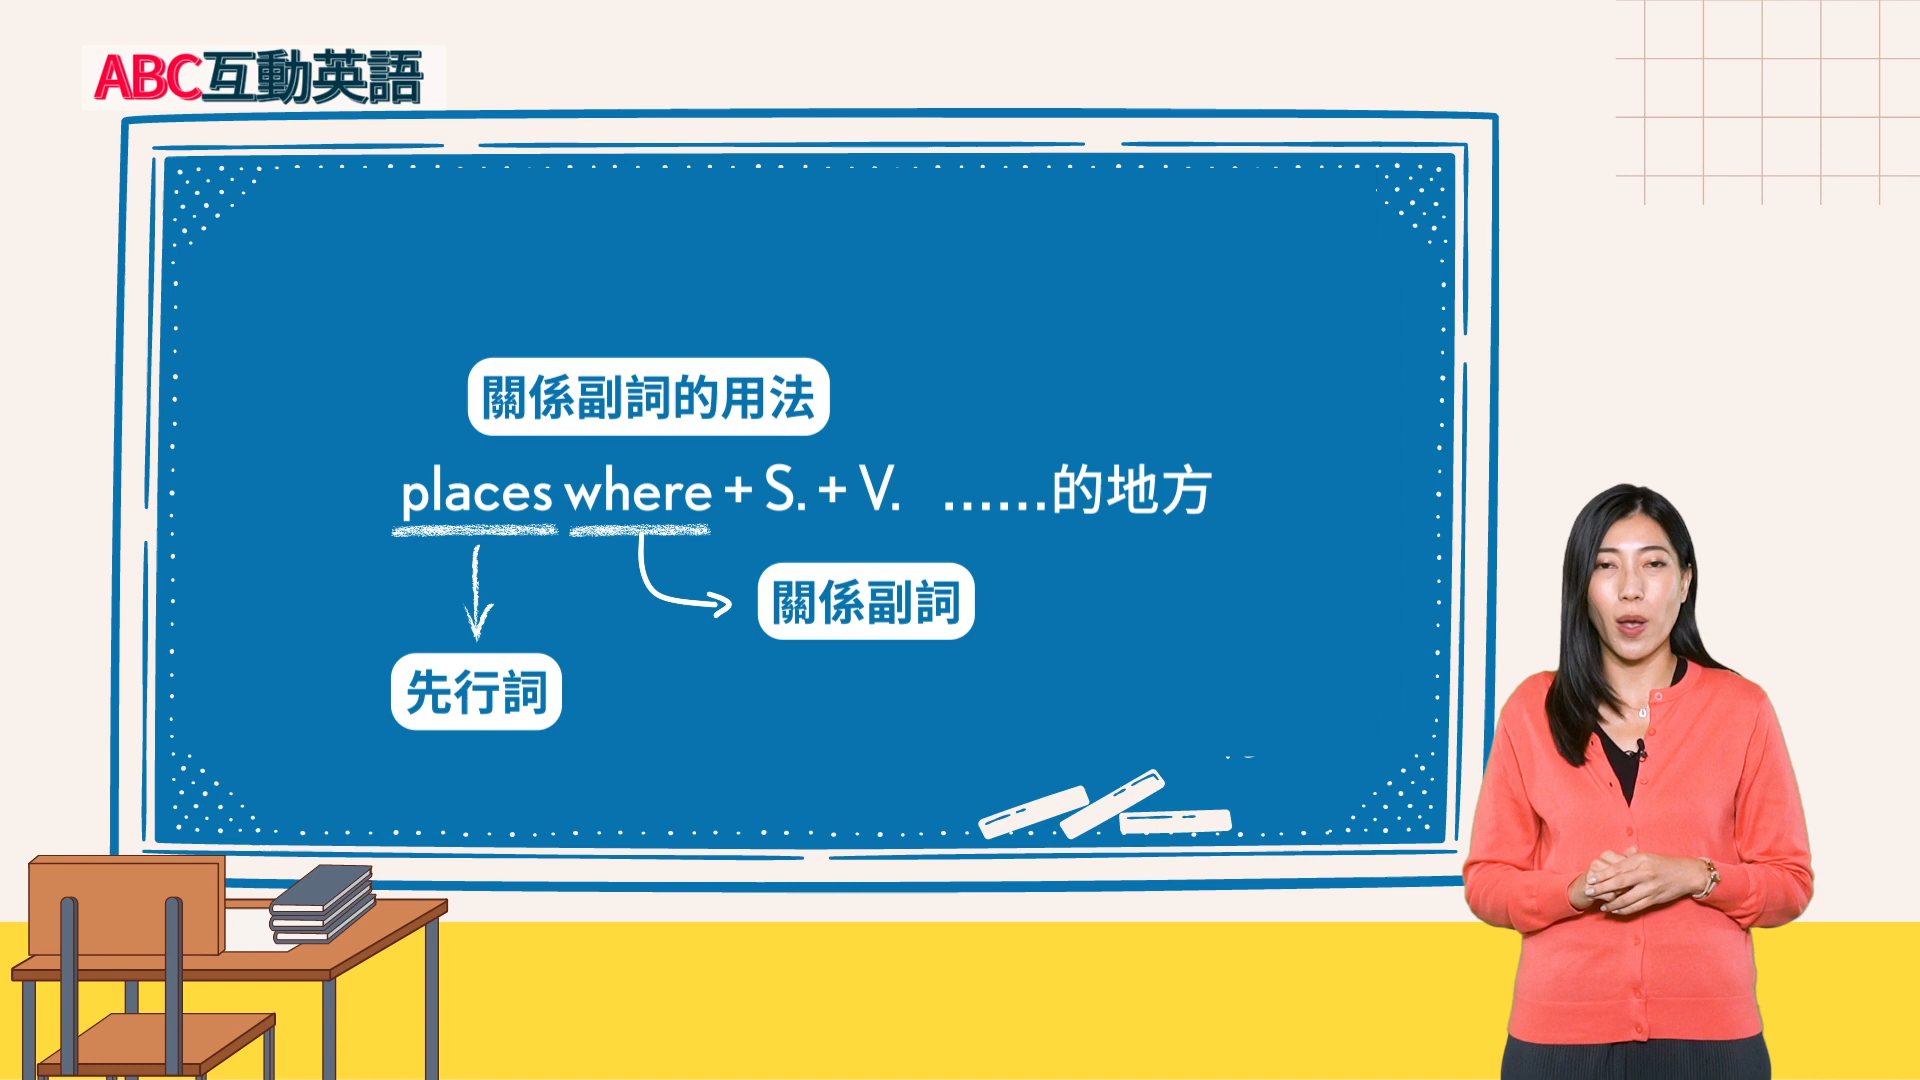 ABC互動英語
關係副詞的用法
places where + S. + V. ......的地方
關係副詞
先行詞